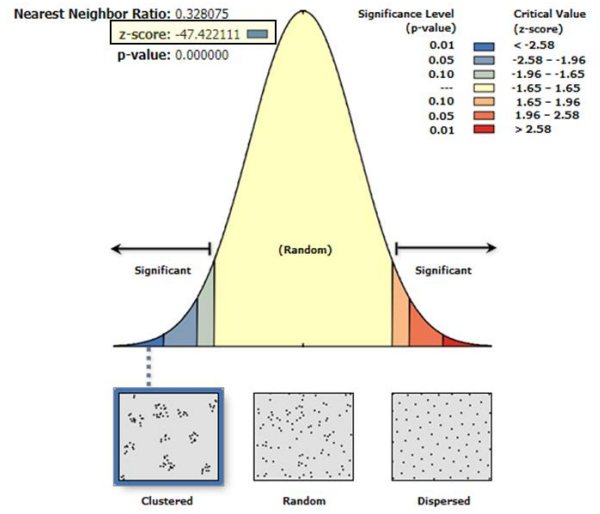 Nearest Neighbor Ratio: 0.328075
z-score: -47.422111
p-value: 0.000000
Significance Level Critical Value
(p-value) (z-score)
0.01 < -2.58
0.05 -2.58 – -1.96
0.10 -1.96 – -1.65
--- -1.65 – 1.65
0.10 1.65 – 1.96
0.05 1.96 – 2.58
0.01 > 2.58
(Random)
Significant Significant
Clustered Random Dispersed